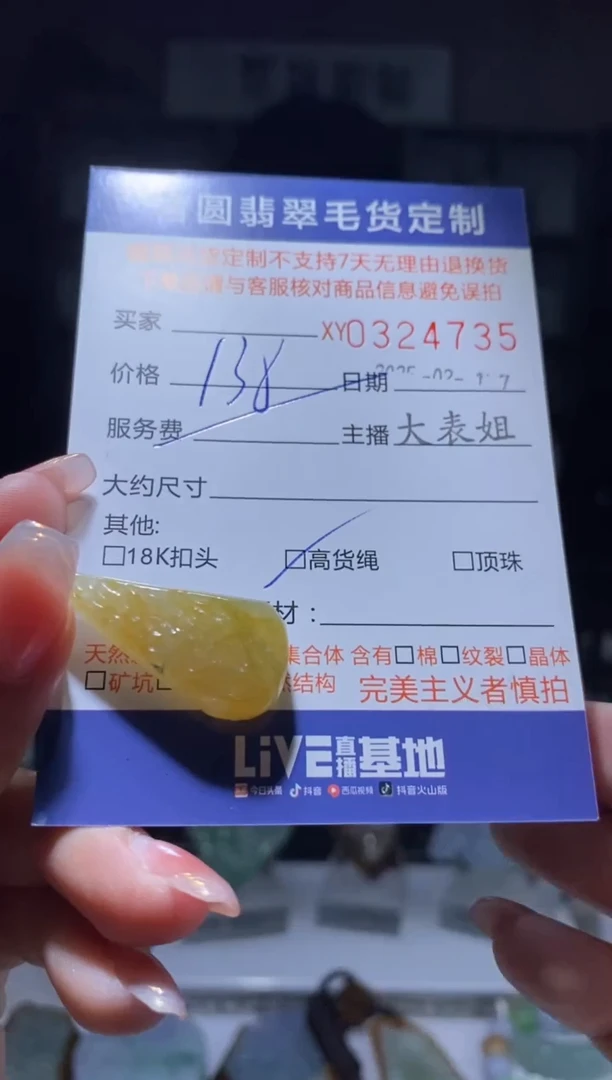 圆翡翠毛货定制
定制不支持7天无理由退换货
请与客服核对商品信息避免误拍
买家 XY0324735
价格 138 日期
服务费 主播 大表姐
大约尺寸
其他:
□18K扣头 □高货绳 □顶珠
材：
天然 集合体 含有□棉□纹裂□晶体
□矿坑 然结构 完美主义者慎拍
LiVE直播基地
今日头条 抖音 西瓜视频 抖音火山版